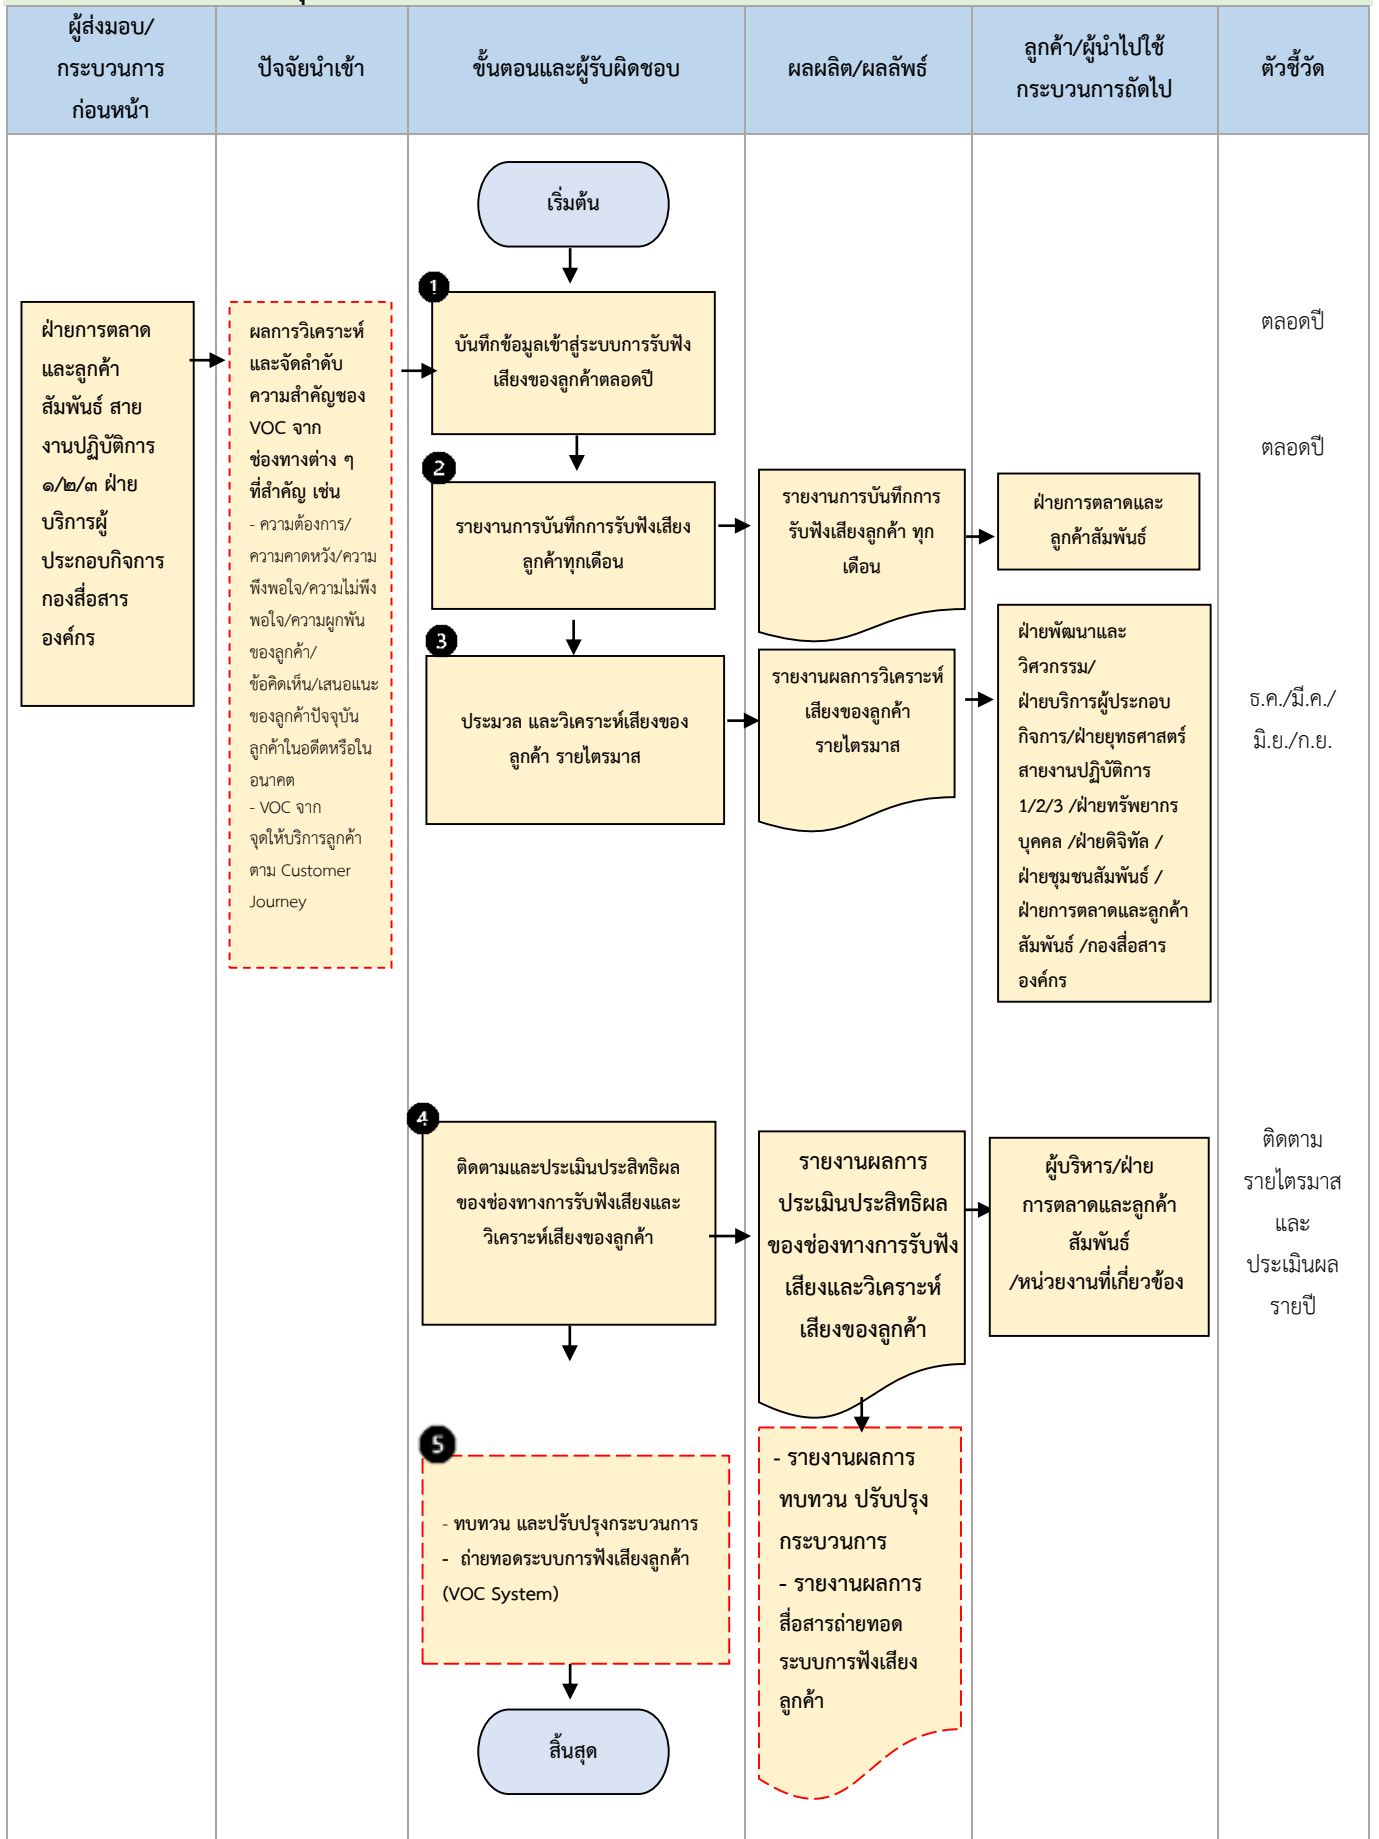 ผู้ส่งมอบ/
กระบวนการ
ก่อนหน้า
ปัจจัยนำเข้า
ขั้นตอนและผู้รับผิดชอบ
ผลผลิต/ผลลัพธ์
ลูกค้า/ผู้นำไปใช้
กระบวนการถัดไป
ตัวชี้วัด
เริ่มต้น
ฝ่ายการตลาด
และลูกค้า
สัมพันธ์ สาย
งานปฏิบัติการ
๑/๒/๓ ฝ่าย
บริการผู้
ประกอบกิจการ
กองสื่อสาร
องค์กร
ผลการวิเคราะห์
และจัดลำดับ
ความสำคัญของ
VOC จาก
ช่องทางต่าง ๆ
ที่สำคัญ เช่น
- ความต้องการ/
ความคาดหวัง/ความ
พึงพอใจ/ความไม่พึง
พอใจ/ความผูกพัน
ของลูกค้า/
ข้อคิดเห็น/เสนอแนะ
ของลูกค้าปัจจุบัน
ลูกค้าในอดีตหรือใน
อนาคต
- VOC จาก
จุดให้บริการลูกค้า
ตาม Customer
Journey
1
บันทึกข้อมูลเข้าสู่ระบบการรับฟัง
เสียงของลูกค้าตลอดปี
ตลอดปี
2
รายงานการบันทึกการรับฟังเสียง
ลูกค้าทุกเดือน
รายงานการบันทึกการ
รับฟังเสียงลูกค้า ทุก
เดือน
ฝ่ายการตลาดและ
ลูกค้าสัมพันธ์
ตลอดปี
3
ประมวล และวิเคราะห์เสียงของ
ลูกค้า รายไตรมาส
รายงานผลการวิเคราะห์
เสียงของลูกค้า
รายไตรมาส
ฝ่ายพัฒนาและ
วิศวกรรม/
ฝ่ายบริการผู้ประกอบ
กิจการ/ฝ่ายยุทธศาสตร์
สายงานปฏิบัติการ
1/2/3 /ฝ่ายทรัพยากร
บุคคล /ฝ่ายดิจิทัล /
ฝ่ายชุมชนสัมพันธ์ /
ฝ่ายการตลาดและลูกค้า
สัมพันธ์ /กองสื่อสาร
องค์กร
ธ.ค./มี.ค./
มิ.ย./ก.ย.
4
ติดตามและประเมินประสิทธิผล
ของช่องทางการรับฟังเสียงและ
วิเคราะห์เสียงของลูกค้า
รายงานผลการ
ประเมินประสิทธิผล
ของช่องทางการรับฟัง
เสียงและวิเคราะห์
เสียงของลูกค้า
ผู้บริหาร/ฝ่าย
การตลาดและลูกค้า
สัมพันธ์
/หน่วยงานที่เกี่ยวข้อง
ติดตาม
รายไตรมาส
และ
ประเมินผล
รายปี
5
- ทบทวน และปรับปรุงกระบวนการ
- ถ่ายทอดระบบการฟังเสียงลูกค้า
(VOC System)
- รายงานผลการ
ทบทวน ปรับปรุง
กระบวนการ
- รายงานผลการ
สื่อสารถ่ายทอด
ระบบการฟังเสียง
ลูกค้า
สิ้นสุด